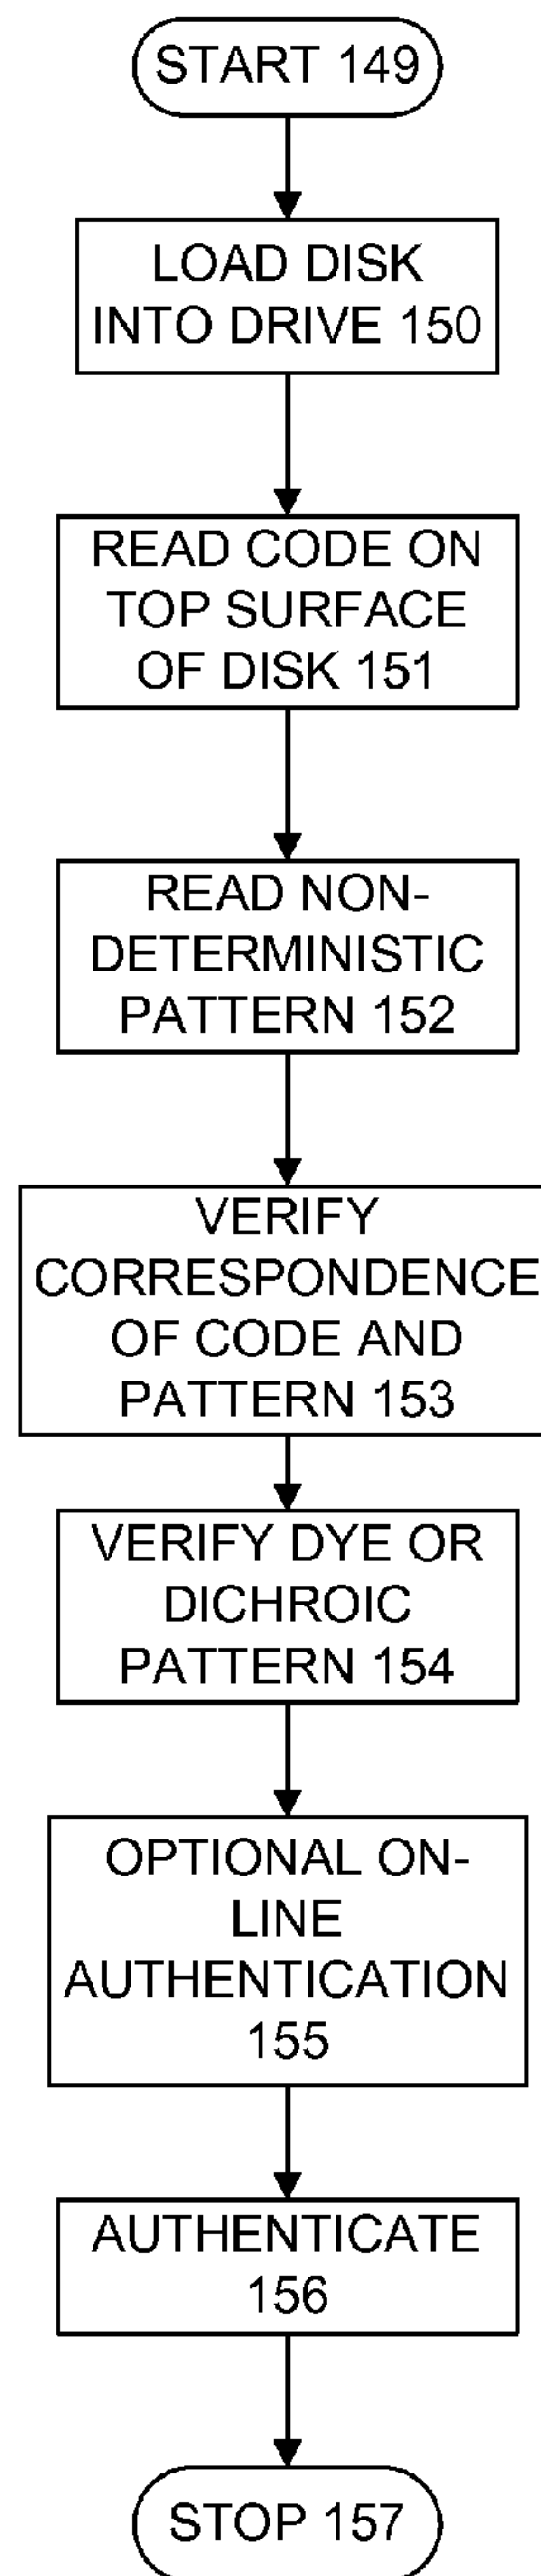 START 149
LOAD DISK
INTO DRIVE 150
READ CODE ON
TOP SURFACE
OF DISK 151
READ NON-
DETERMINISTIC
PATTERN 152
VERIFY
CORRESPONDENCE
OF CODE AND
PATTERN 153
VERIFY DYE OR
DICHROIC
PATTERN 154
OPTIONAL ON-
LINE
AUTHENTICATION
155
AUTHENTICATE
156
STOP 157